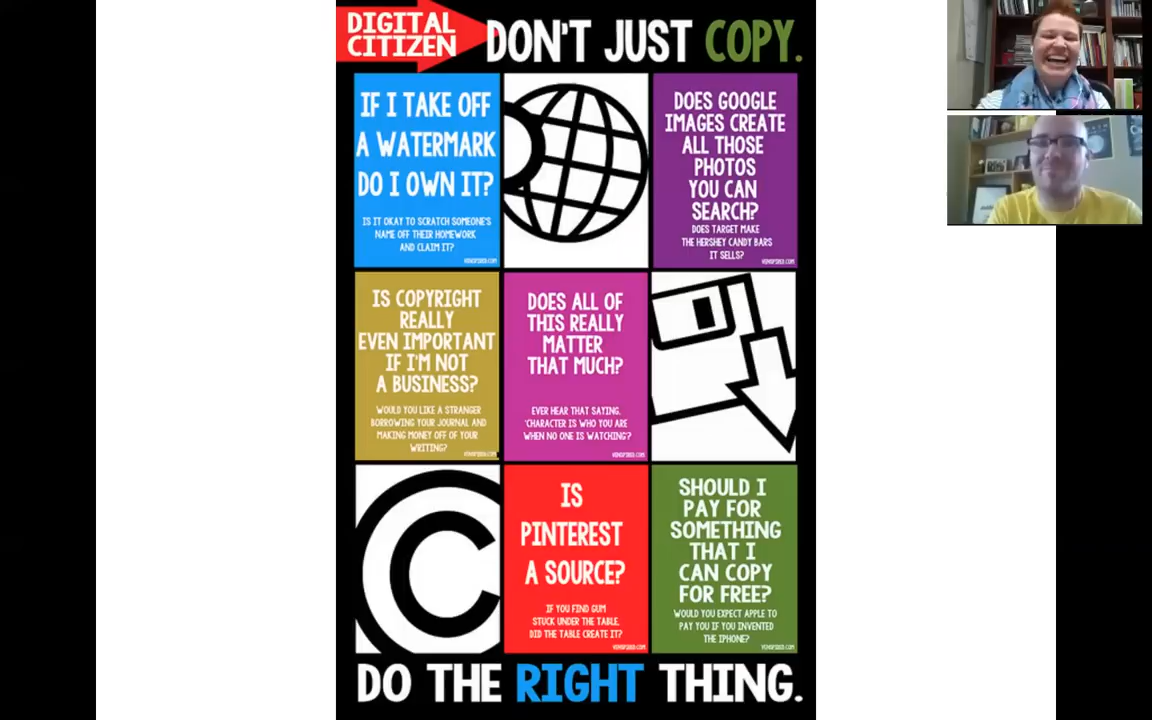 DIGITAL
CITIZEN
DON'T JUST COPY.
IF I TAKE OFF
A WATERMARK
DO I OWN IT?
IS IT OKAY TO SCRATCH SOMEONE'S
NAME OFF THEIR HOMEWORK
AND CLAIM IT?
DOES GOOGLE
IMAGES CREATE
ALL THOSE
PHOTOS
YOU CAN
SEARCH?
DOES TARGET MAKE
THE HERSHEY CANDY BARS
IT SELLS?
IS COPYRIGHT
REALLY
EVEN IMPORTANT
IF I'M NOT
A BUSINESS?
WOULD YOU LIKE A STRANGER
BORROWING YOUR JOURNAL AND
MAKING MONEY OFF OF YOUR
WRITING?
DOES ALL OF
THIS REALLY
MATTER
THAT MUCH?
EVER HEAR THAT SAYING,
'CHARACTER IS WHO YOU ARE
WHEN NO ONE IS WATCHING'?
IS
PINTEREST
A SOURCE?
IF YOU FIND GUM
STUCK UNDER THE TABLE,
DID THE TABLE CREATE IT?
SHOULD I
PAY FOR
SOMETHING
THAT I
CAN COPY
FOR FREE?
WOULD YOU EXPECT APPLE TO
PAY YOU IF YOU INVENTED
THE IPHONE?
DO THE RIGHT THING.